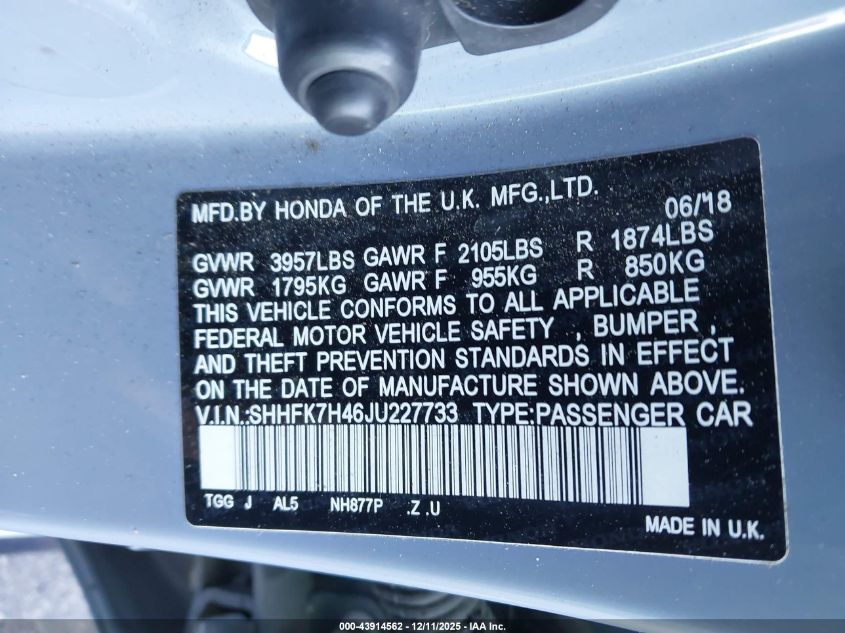 MFD.BY HONDA OF THE U.K. MFG.,LTD. 06/18
GVWR 3957LBS GAWR F 2105LBS R 1874LBS
GVWR 1795KG GAWR F 955KG R 850KG
THIS VEHICLE CONFORMS TO ALL APPLICABLE
FEDERAL MOTOR VEHICLE SAFETY , BUMPER ,
AND THEFT PREVENTION STANDARDS IN EFFECT
ON THE DATE OF MANUFACTURE SHOWN ABOVE.
V.I.N.:SHHFK7H46JU227733 TYPE:PASSENGER CAR
TGG J AL5 NH877P .Z .U
MADE IN U.K.
000-43914562 - 12/11/2025 - IAA Inc.